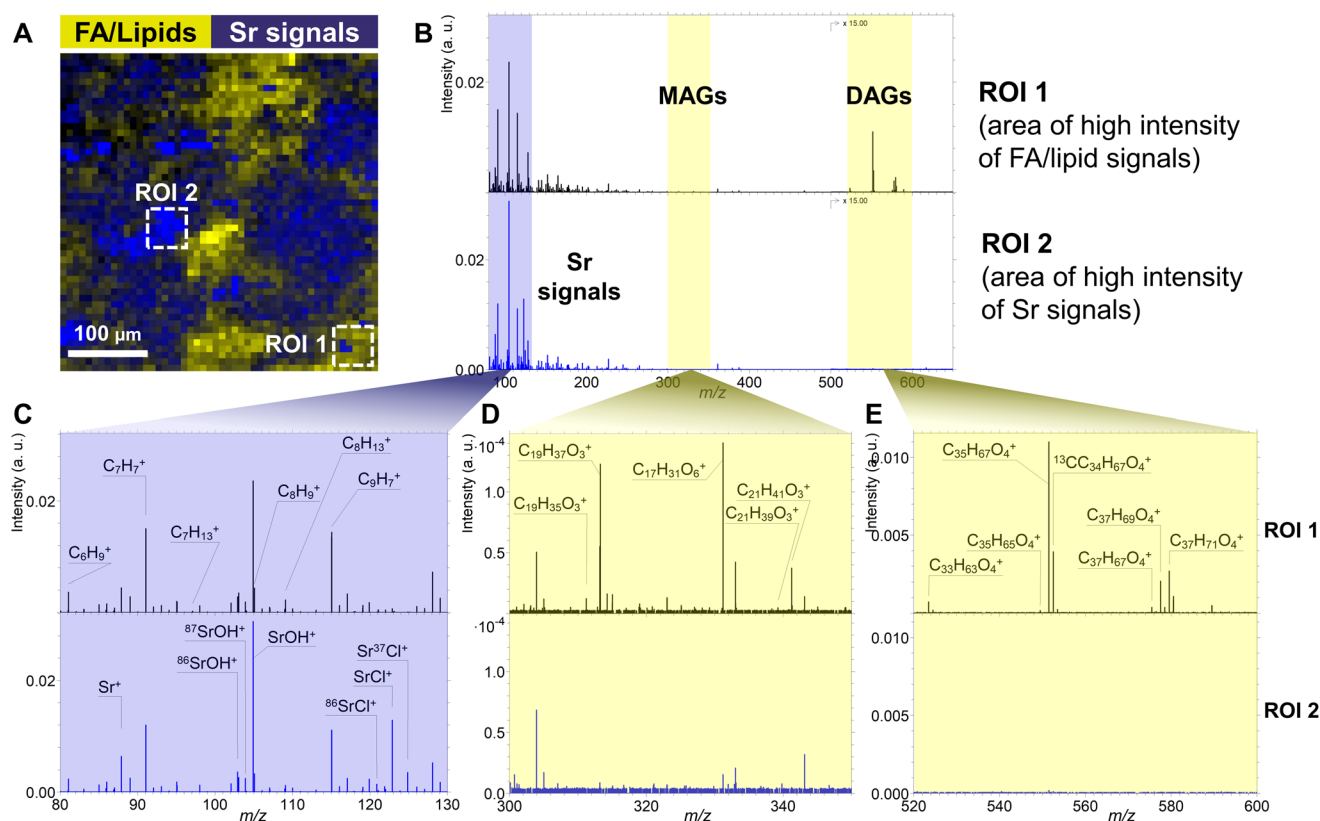 A
FA/Lipids Sr signals
ROI 2
100 µm
ROI 1
B
Intensity (a. u.)
0.02
MAGs
DAGs
x 15.00
ROI 1
(area of high intensity
of FA/lipid signals)
x 15.00
0.02
0.00
Sr
signals
ROI 2
(area of high intensity
of Sr signals)
100 200 300 400 500 600
m/z
C
Intensity (a. u.)
0.02
C₆H₉⁺
C₇H₇⁺
C₇H₁₃⁺
C₈H₉⁺
C₈H₁₃⁺
C₉H₇⁺
0.02
0.00
Sr⁺
⁸⁶SrOH⁺
⁸⁷SrOH⁺
SrOH⁺
⁸⁶SrCl⁺
SrCl⁺
Sr³⁷Cl⁺
80 90 100 110 120 130
m/z
D
Intensity (a. u.)
·10⁻⁴
1.0
0.5
C₁₉H₃₇O₃⁺
C₁₉H₃₅O₃⁺
C₁₇H₃₁O₆⁺
C₂₁H₄₁O₃⁺
C₂₁H₃₉O₃⁺
·10⁻⁴
1.0
0.5
0.0
300 320 340
m/z
E
Intensity (a. u.)
0.010
0.005
0.000
C₃₅H₆₇O₄⁺
¹³CC₃₄H₆₇O₄⁺
C₃₃H₆₃O₄⁺
C₃₅H₆₅O₄⁺
C₃₇H₆₉O₄⁺
C₃₇H₆₇O₄⁺
C₃₇H₇₁O₄⁺
ROI 1
0.010
0.005
0.000
ROI 2
520 540 560 580 600
m/z